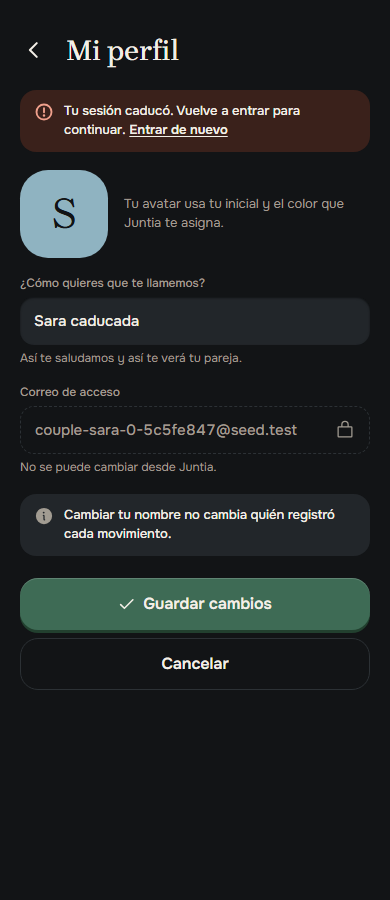 Mi perfil
Tu sesión caducó. Vuelve a entrar para
continuar. Entrar de nuevo
S
Tu avatar usa tu inicial y el color que
Juntia te asigna.
¿Cómo quieres que te llamemos?
Sara caducada
Así te saludamos y así te verá tu pareja.
Correo de acceso
couple-sara-0-5c5fe847@seed.test
No se puede cambiar desde Juntia.
Cambiar tu nombre no cambia quién registró
cada movimiento.
Guardar cambios
Cancelar